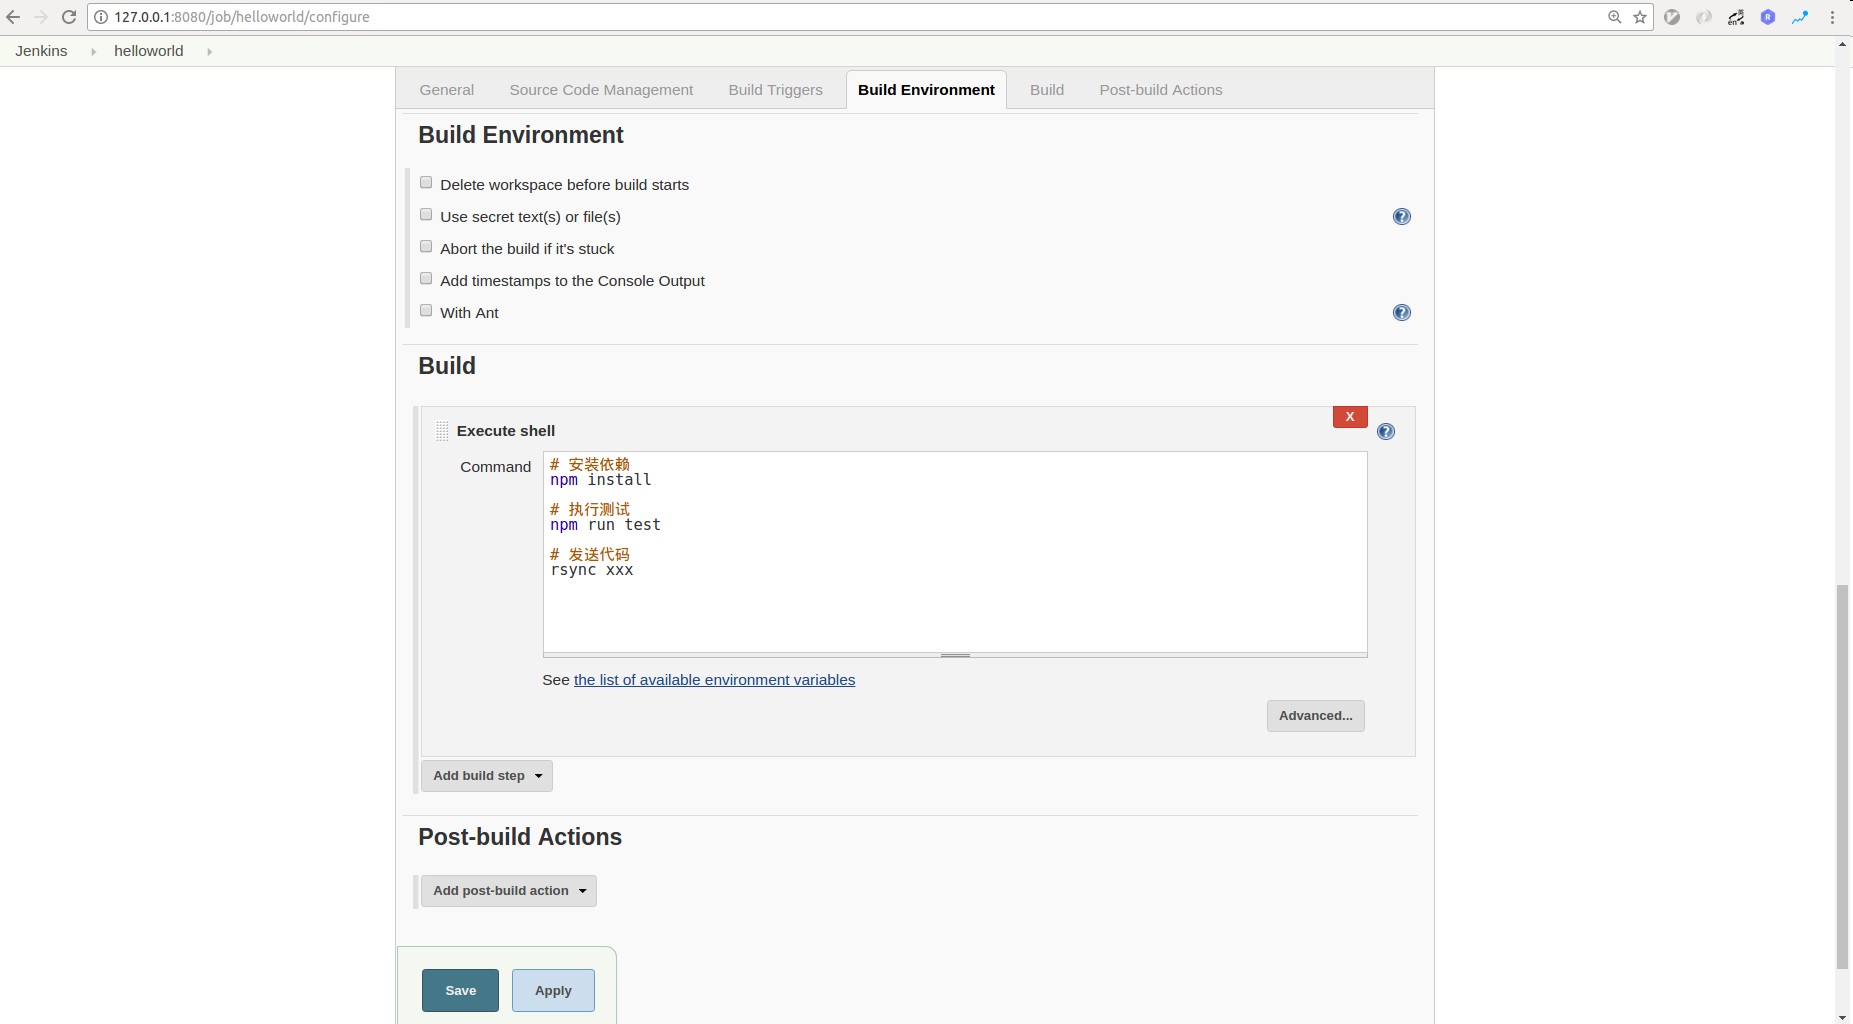 127.0.0.1:8080/job/helloworld/configure
Jenkins helloworld
General Source Code Management Build Triggers Build Environment Build Post-build Actions
Build Environment
Delete workspace before build starts
Use secret text(s) or file(s)
Abort the build if it's stuck
Add timestamps to the Console Output
With Ant
Build
X
Execute shell
Command
# 安装依赖
npm install
# 执行测试
npm run test
# 发送代码
rsync xxx
See the list of available environment variables
Advanced...
Add build step
Post-build Actions
Add post-build action
Save Apply